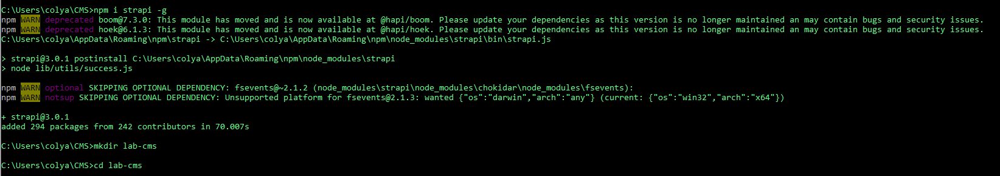 C:\Users\colya\CMS>npm i strapi -g
npm WARN deprecated boom@7.3.0: This module has moved and is now available at @hapi/boom. Please update your dependencies as this version is no longer maintained an may contain bugs and security issues.
npm WARN deprecated hoek@6.1.3: This module has moved and is now available at @hapi/hoek. Please update your dependencies as this version is no longer maintained an may contain bugs and security issues.
C:\Users\colya\AppData\Roaming\npm\strapi -> C:\Users\colya\AppData\Roaming\npm\node_modules\strapi\bin\strapi.js
> strapi@3.0.1 postinstall C:\Users\colya\AppData\Roaming\npm\node_modules\strapi
> node lib/utils/success.js
npm WARN optional SKIPPING OPTIONAL DEPENDENCY: fsevents@~2.1.2 (node_modules\strapi\node_modules\chokidar\node_modules\fsevents):
npm WARN notsup SKIPPING OPTIONAL DEPENDENCY: Unsupported platform for fsevents@2.1.3: wanted {"os":"darwin","arch":"any"} (current: {"os":"win32","arch":"x64"})
+ strapi@3.0.1
added 294 packages from 242 contributors in 70.007s
C:\Users\colya\CMS>mkdir lab-cms
C:\Users\colya\CMS>cd lab-cms